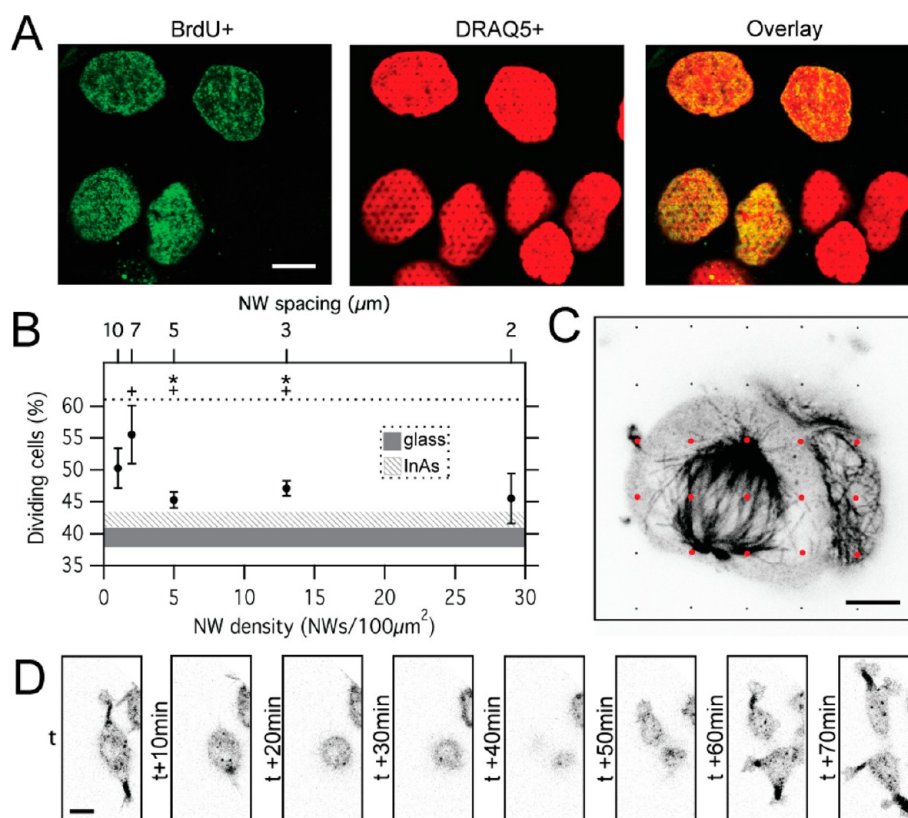 A
BrdU+
DRAQ5+
Overlay
B
NW spacing (µm)
10 7 5 3 2
* *
+ + +
60
55
50
45
40
35
Dividing cells (%)
glass
InAs
0 5 10 15 20 25 30
NW density (NWs/100µm²)
C
D
t
t+10min
t +20min
t +30min
t +40min
t +50min
t +60min
t +70min